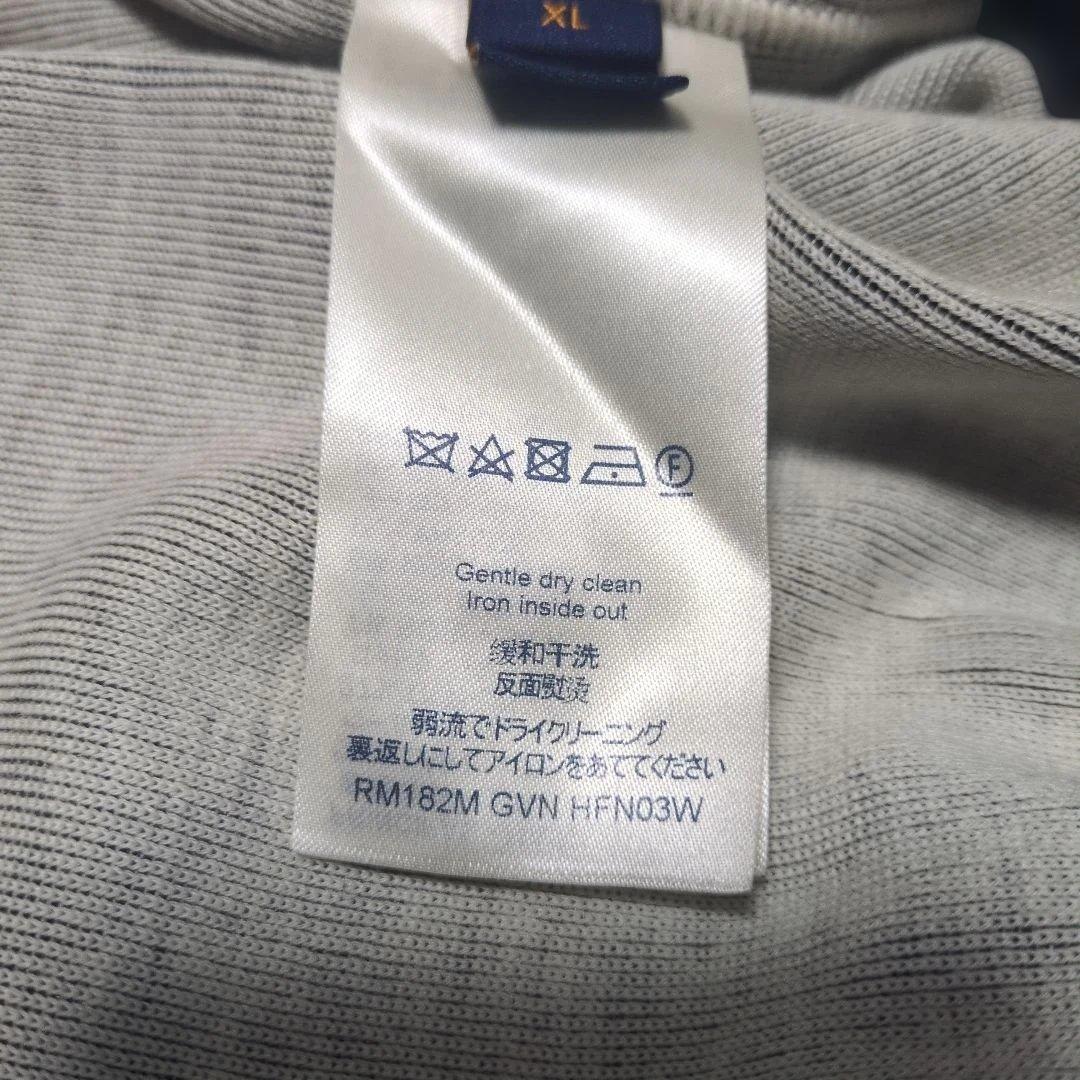 XL
F
Gentle dry clean
Iron inside out
缓和干洗
反面熨烫
弱流でドライクリーニング
裏返しにしてアイロンをあててください
RM182M GVN HFN03W